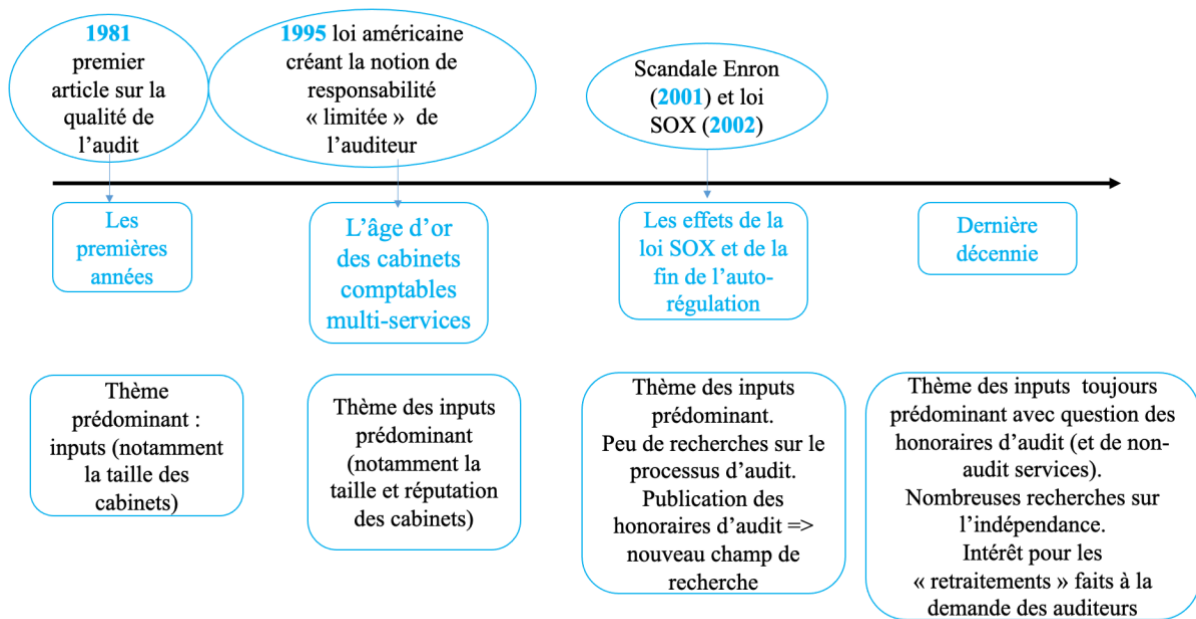 1981
premier
article sur la
qualité de
l’audit
1995 loi américaine
créant la notion de
responsabilité
« limitée » de
l’auditeur
Scandale Enron
(2001) et loi
SOX (2002)
Les
premières
années
L’âge d’or
des cabinets
comptables
multi-services
Les effets de la
loi SOX et de la
fin de l’auto-
régulation
Dernière
décennie
Thème
prédominant :
inputs (notamment
la taille des
cabinets)
Thème des inputs
prédominant
(notamment la
taille et réputation
des cabinets)
Thème des inputs
prédominant.
Peu de recherches sur le
processus d’audit.
Publication des
honoraires d’audit =>
nouveau champ de
recherche
Thème des inputs toujours
prédominant avec question des
honoraires d’audit (et de non-
audit services).
Nombreuses recherches sur
l’indépendance.
Intérêt pour les
« retraitements » faits à la
demande des auditeurs